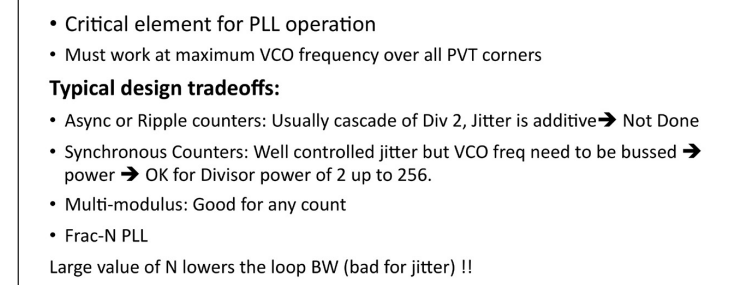 • Critical element for PLL operation
• Must work at maximum VCO frequency over all PVT corners
Typical design tradeoffs:
• Async or Ripple counters: Usually cascade of Div 2, Jitter is additive➔ Not Done
• Synchronous Counters: Well controlled jitter but VCO freq need to be bussed ➔
power ➔ OK for Divisor power of 2 up to 256.
• Multi-modulus: Good for any count
• Frac-N PLL
Large value of N lowers the loop BW (bad for jitter) !!